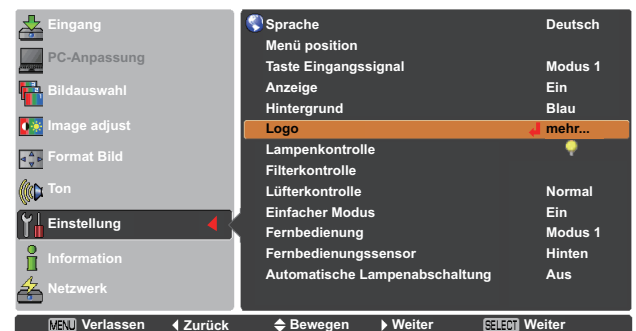 Eingang
PC-Anpassung
Bildauswahl
Image adjust
Format Bild
Ton
Einstellung
Information
Netzwerk
Sprache Deutsch
Menü position
Taste Eingangssignal Modus 1
Anzeige Ein
Hintergrund Blau
Logo mehr...
Lampenkontrolle
Filterkontrolle
Lüfterkontrolle Normal
Einfacher Modus Ein
Fernbedienung Modus 1
Fernbedienungssensor Hinten
Automatische Lampenabschaltung Aus
MENU Verlassen Zurück Bewegen Weiter SELECT Weiter